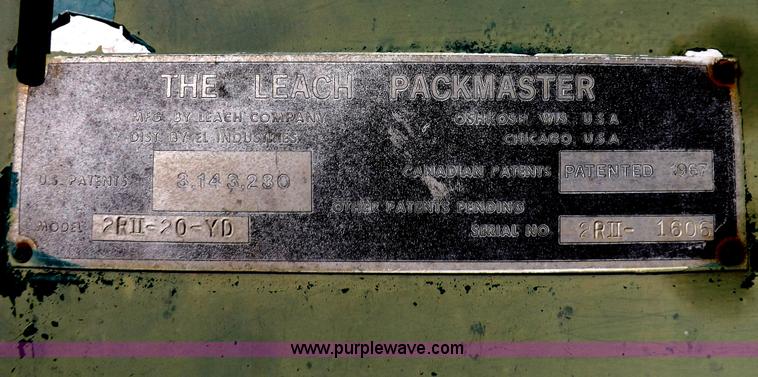 THE LEACH PACKMASTER
MFG. BY LEACH COMPANY OSHKOSH, WIS. U.S.A
DIST. BY EL INDUSTRIES CHICAGO, U.S.A
U.S. PATENTS 3,143,230 CANADIAN PATENTS PATENTED 1967
OTHER PATENTS PENDING
MODEL 2RII-20-YD SERIAL NO 2RII- 1606
www.purplewave.com